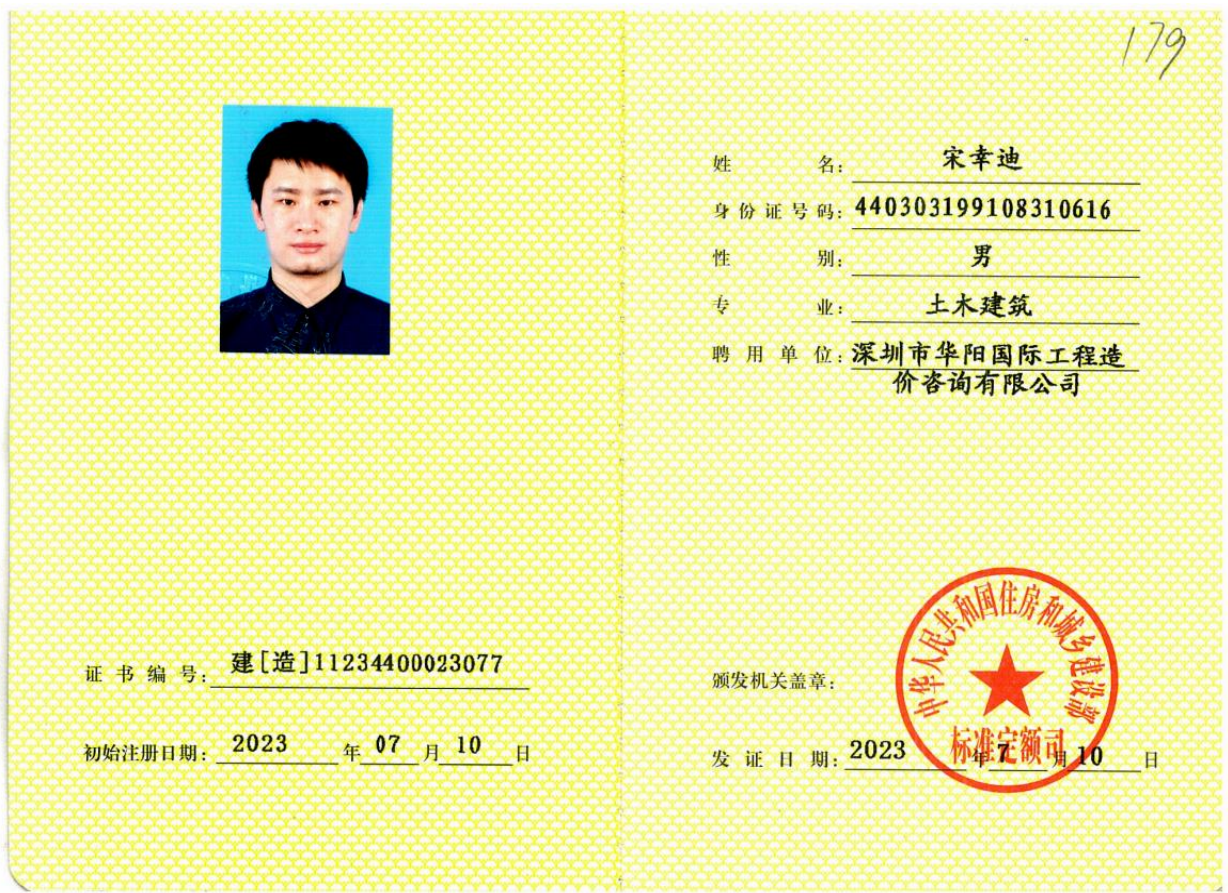 证书编号: 建[造]11234400023077
初始注册日期: 2023 年 07 月 10 日
179
姓名: 宋幸迪
身份证号码: 440303199108310616
性别: 男
专业: 土木建筑
聘用单位: 深圳市华阳国际工程造
价咨询有限公司
颁发机关盖章:
中华人民共和国住房和城乡建设部
标准定额司
发证日期: 2023 年 7 月 10 日